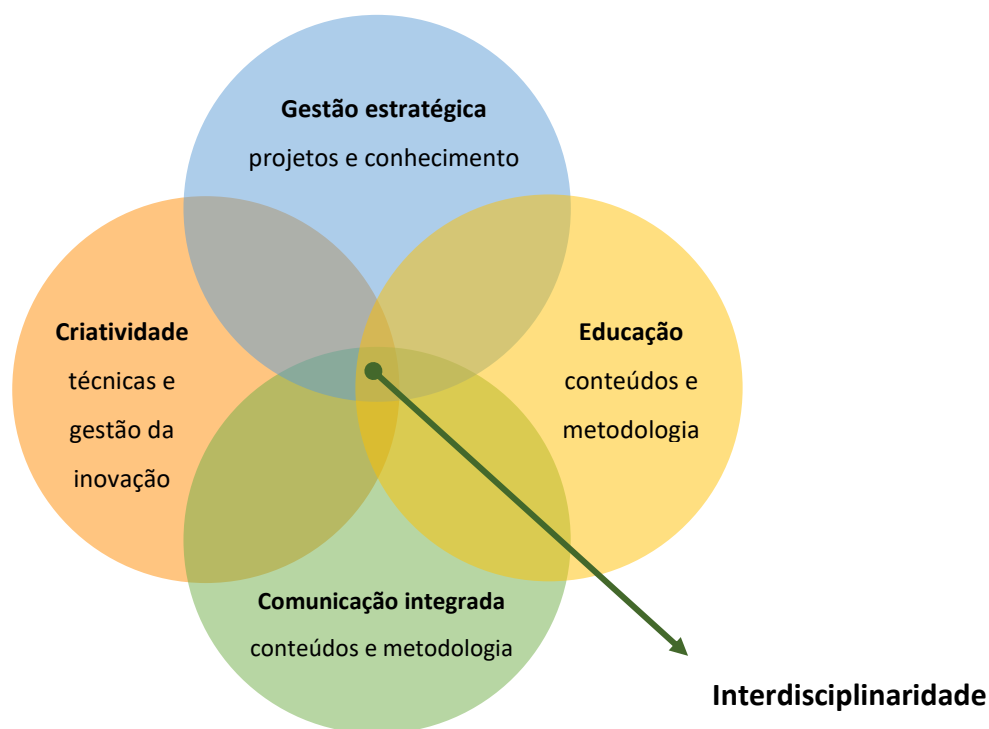 Gestão estratégica
projetos e conhecimento
Criatividade
técnicas e
gestão da
inovação
Educação
conteúdos e
metodologia
Comunicação integrada
conteúdos e metodologia
Interdisciplinaridade